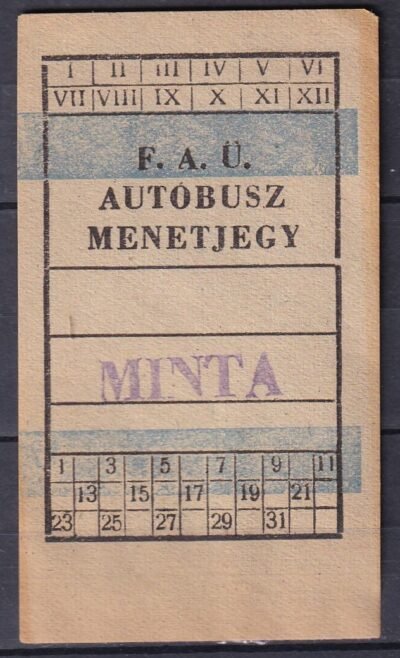 I II III IV V VI
VII VIII IX X XI XII
F. A. Ü.
AUTÓBUSZ
MENETJEGY
MINTA
1 3 5 7 9 11
13 15 17 19 21
23 25 27 29 31